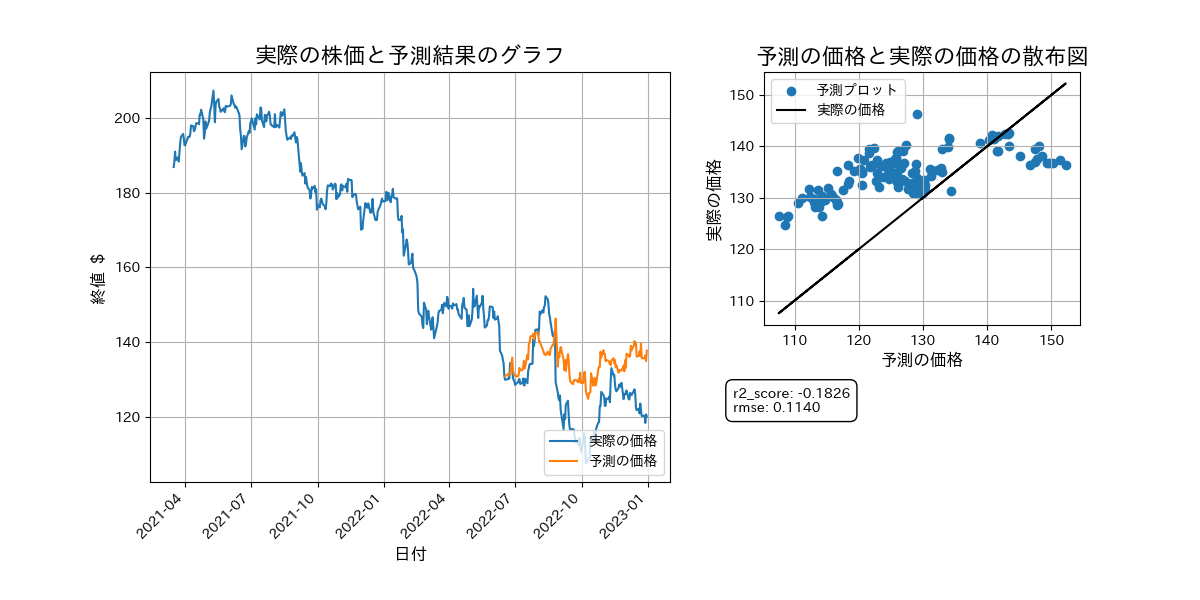 実際の株価と予測結果のグラフ
終値 $
200
180
160
140
120
2021-04
2021-07
2021-10
2022-01
2022-04
2022-07
2022-10
2023-01
日付
実際の価格
予測の価格
予測の価格と実際の価格の散布図
実際の価格
150
140
130
120
110
予測プロット
実際の価格
110
120
130
140
150
予測の価格
r2_score: -0.1826
rmse: 0.1140